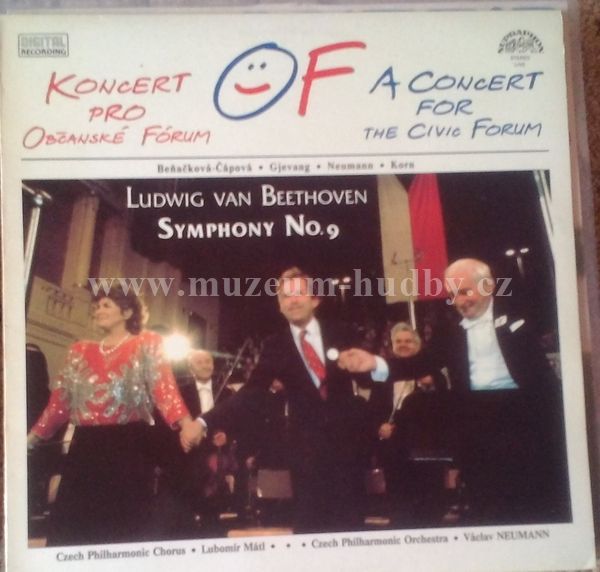 DIGITAL
RECORDING
KONCERT
PRO
OBČANSKÉ FÓRUM
OF
A CONCERT
FOR
THE CIVIC FORUM
SUPRAPHON
STEREO
Beňačková-Čápová • Gjevang • Neumann • Korn
LUDWIG VAN BEETHOVEN
SYMPHONY NO. 9
www.muzeum-hudby.cz
Czech Philharmonic Chorus • Lubomír Mátl • • • Czech Philharmonic Orchestra • Václav NEUMANN